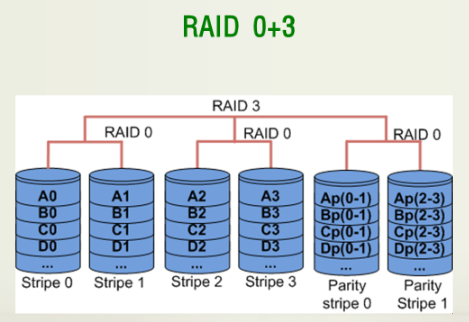 RAID 0+3
RAID 3
RAID 0 RAID 0 RAID 0
A0 A1 A2 A3 Ap(0-1) Ap(2-3)
B0 B1 B2 B3 Bp(0-1) Bp(2-3)
C0 C1 C2 C3 Cp(0-1) Cp(2-3)
D0 D1 D2 D3 Dp(0-1) Dp(2-3)
... ... ... ... ... ...
Stripe 0 Stripe 1 Stripe 2 Stripe 3 Parity Parity
stripe 0 Stripe 1